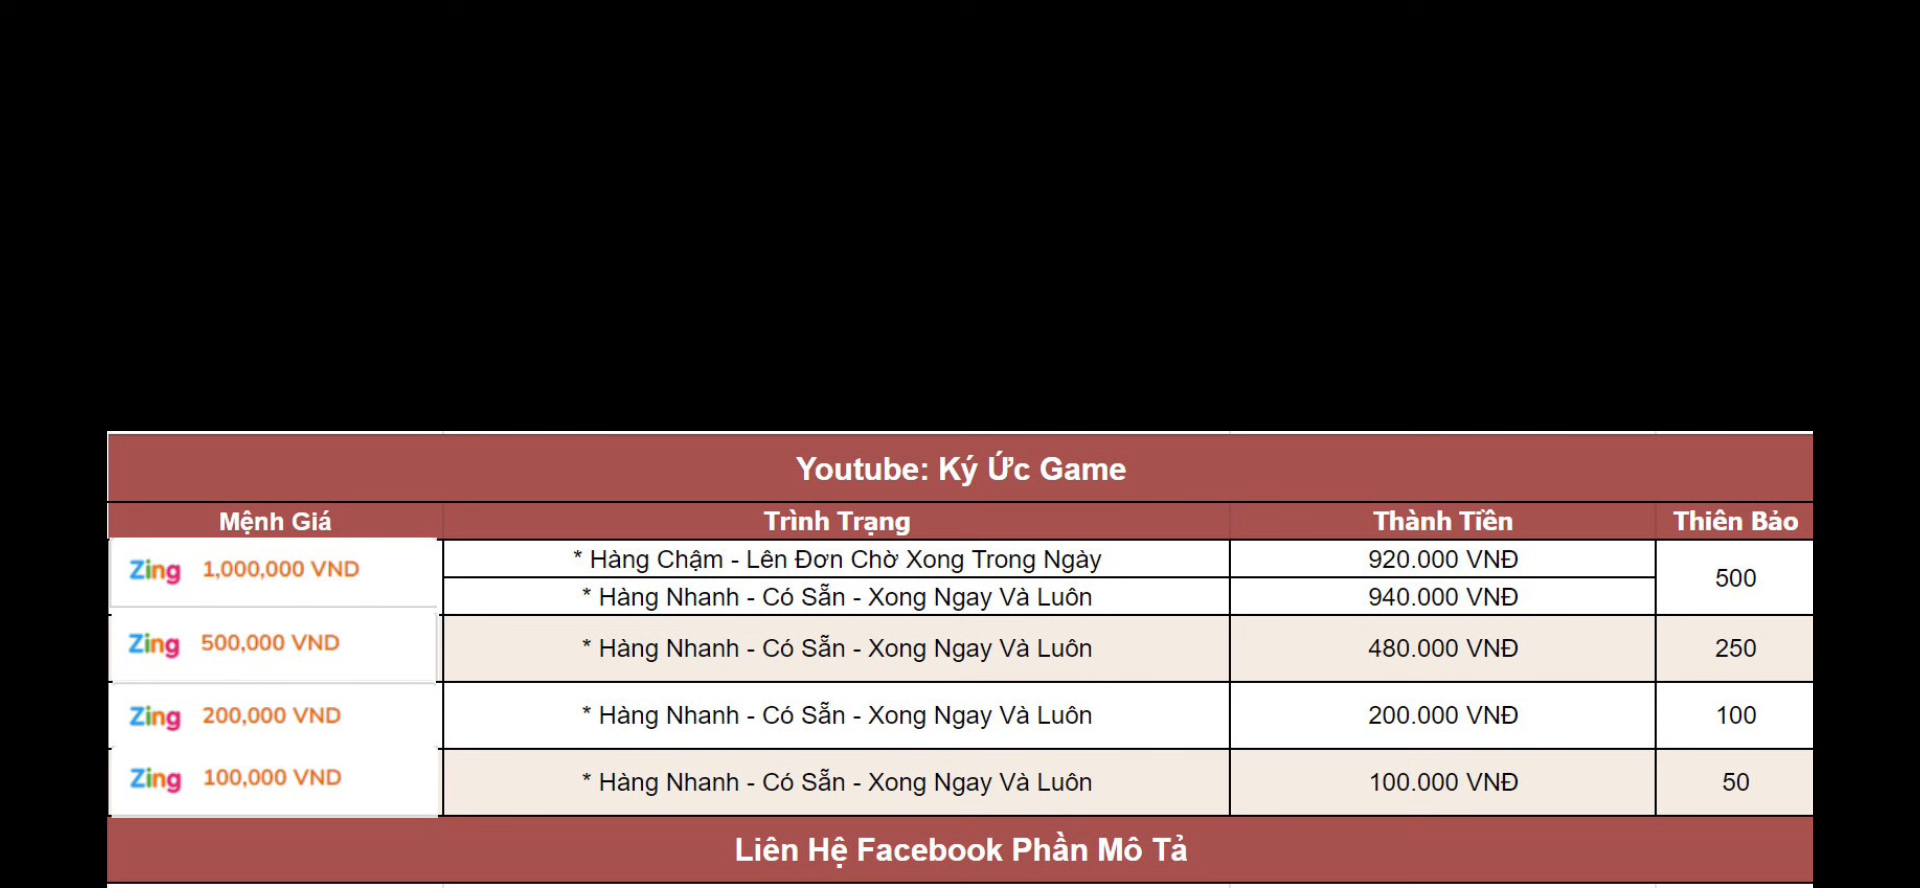 Youtube: Ký Ức Game
Mệnh Giá Trình Trạng Thành Tiền Thiên Bảo
Zing 1,000,000 VND * Hàng Chậm - Lên Đơn Chờ Xong Trong Ngày 920.000 VNĐ 500
* Hàng Nhanh - Có Sẵn - Xong Ngay Và Luôn 940.000 VNĐ
Zing 500,000 VND * Hàng Nhanh - Có Sẵn - Xong Ngay Và Luôn 480.000 VNĐ 250
Zing 200,000 VND * Hàng Nhanh - Có Sẵn - Xong Ngay Và Luôn 200.000 VNĐ 100
Zing 100,000 VND * Hàng Nhanh - Có Sẵn - Xong Ngay Và Luôn 100.000 VNĐ 50
Liên Hệ Facebook Phần Mô Tả